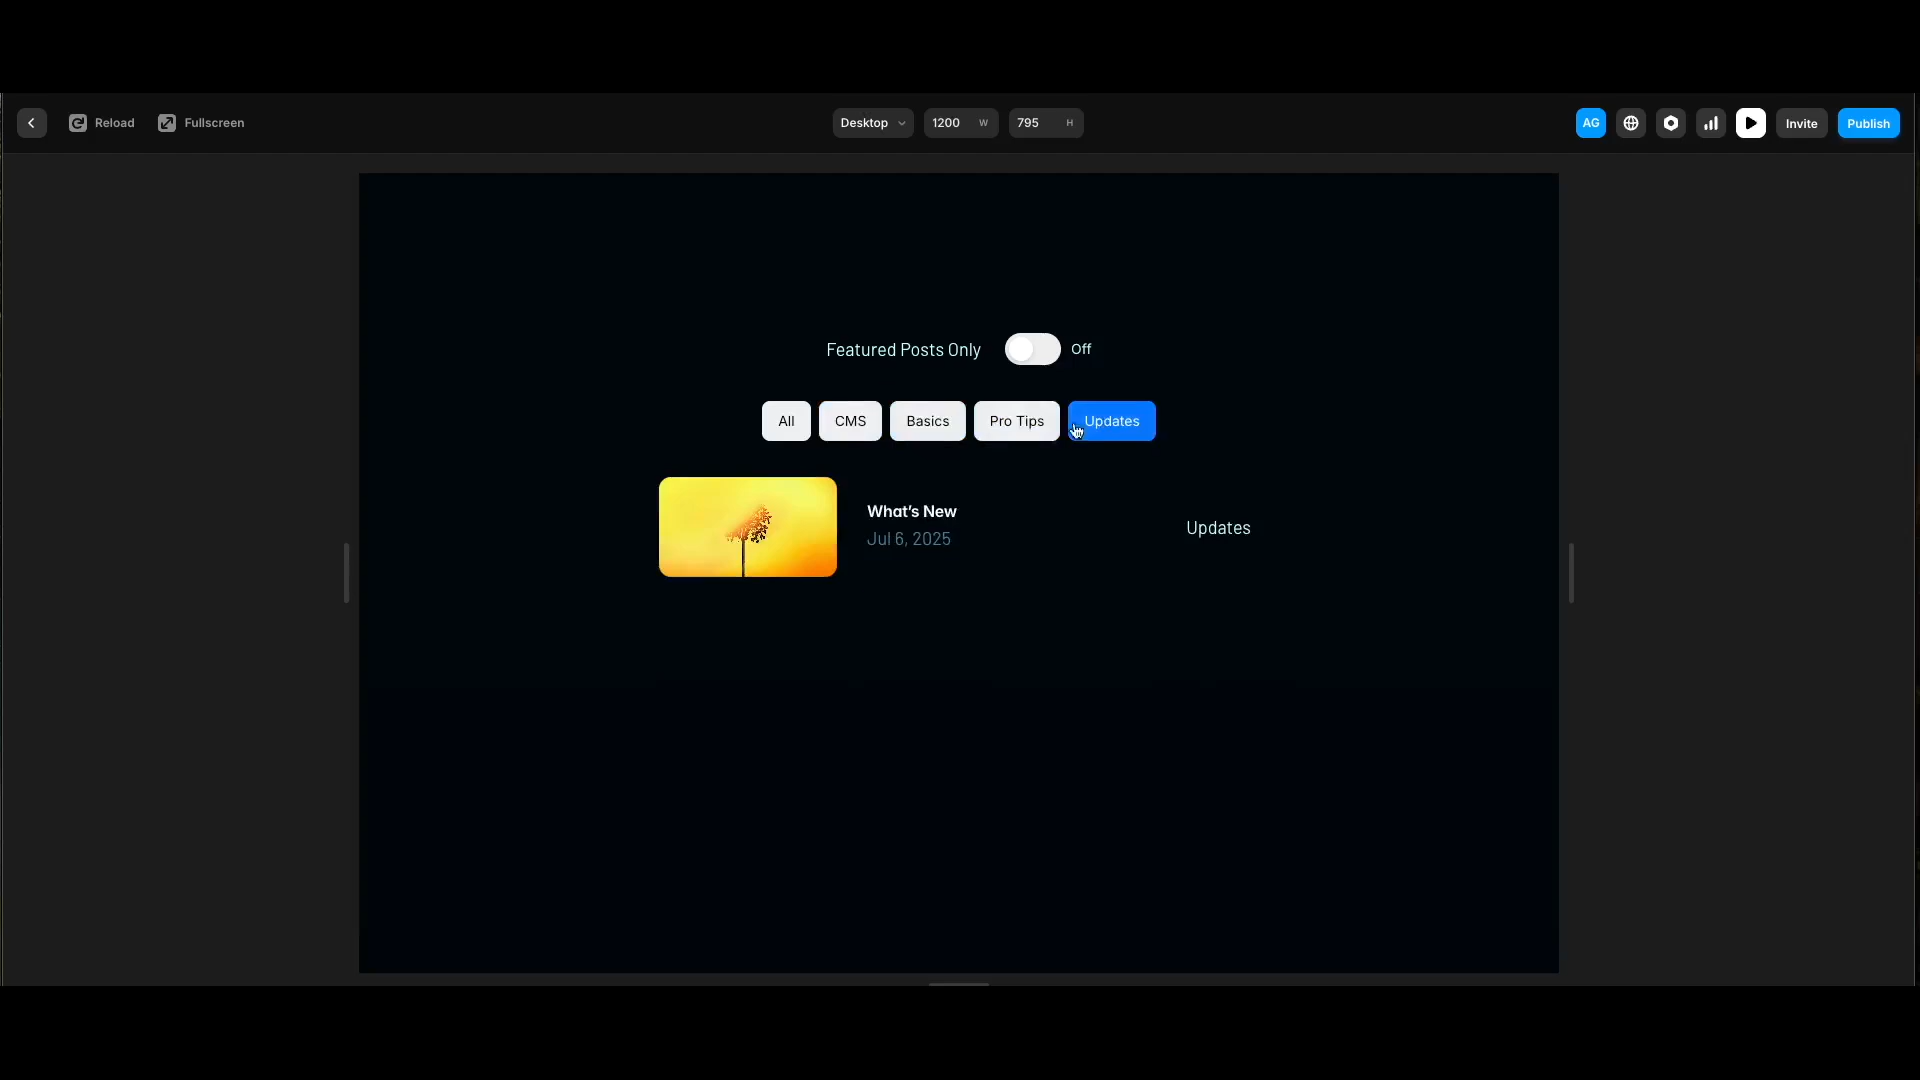 Reload Fullscreen Desktop 1200 W 795 H AG Invite Publish
Featured Posts Only Off
All CMS Basics Pro Tips Updates
What's New
Jul 6, 2025
Updates